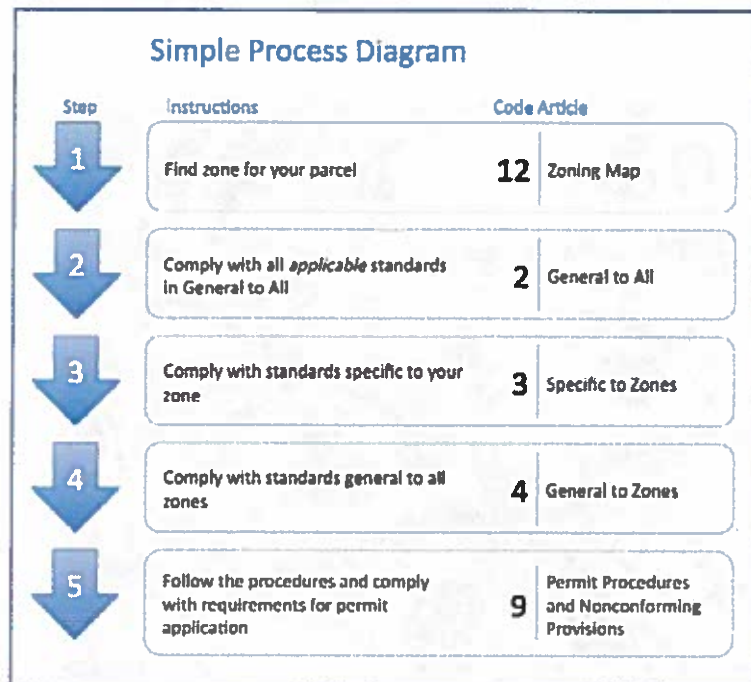 Simple Process Diagram
Step Instructions Code Article
1 Find zone for your parcel 12 Zoning Map
2 Comply with all applicable standards
in General to All 2 General to All
3 Comply with standards specific to your
zone 3 Specific to Zones
4 Comply with standards general to all
zones 4 General to Zones
5 Follow the procedures and comply
with requirements for permit
application 9 Permit Procedures
and Nonconforming
Provisions